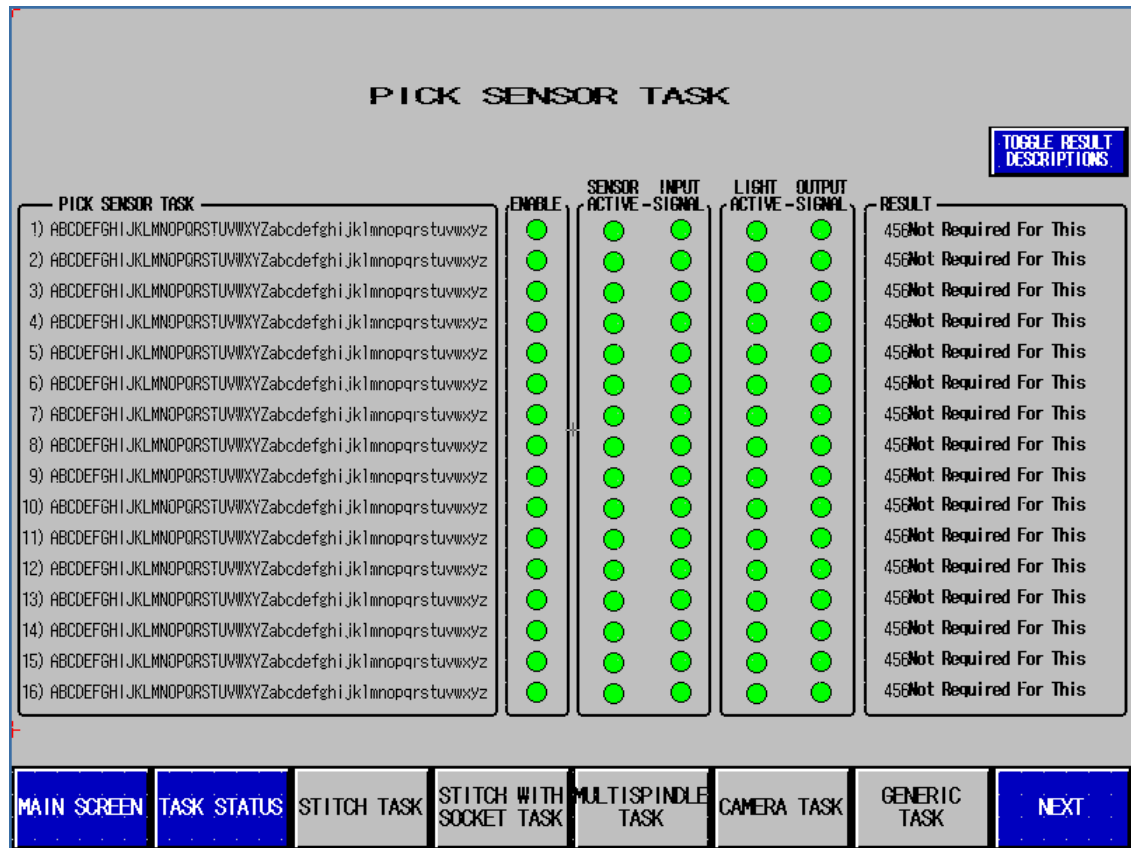 PICK SENSOR TASK
TOGGLE RESULT
DESCRIPTIONS
PICK SENSOR TASK
ENABLE
SENSOR ACTIVE - INPUT SIGNAL
LIGHT ACTIVE - OUTPUT SIGNAL
RESULT
1) ABCDEFGHIJKLMNOPQRSTUVWXYZabcdefghijklmnopqrstuvwxyz 456Not Required For This
2) ABCDEFGHIJKLMNOPQRSTUVWXYZabcdefghijklmnopqrstuvwxyz 456Not Required For This
3) ABCDEFGHIJKLMNOPQRSTUVWXYZabcdefghijklmnopqrstuvwxyz 456Not Required For This
4) ABCDEFGHIJKLMNOPQRSTUVWXYZabcdefghijklmnopqrstuvwxyz 456Not Required For This
5) ABCDEFGHIJKLMNOPQRSTUVWXYZabcdefghijklmnopqrstuvwxyz 456Not Required For This
6) ABCDEFGHIJKLMNOPQRSTUVWXYZabcdefghijklmnopqrstuvwxyz 456Not Required For This
7) ABCDEFGHIJKLMNOPQRSTUVWXYZabcdefghijklmnopqrstuvwxyz 456Not Required For This
8) ABCDEFGHIJKLMNOPQRSTUVWXYZabcdefghijklmnopqrstuvwxyz 456Not Required For This
9) ABCDEFGHIJKLMNOPQRSTUVWXYZabcdefghijklmnopqrstuvwxyz 456Not Required For This
10) ABCDEFGHIJKLMNOPQRSTUVWXYZabcdefghijklmnopqrstuvwxyz 456Not Required For This
11) ABCDEFGHIJKLMNOPQRSTUVWXYZabcdefghijklmnopqrstuvwxyz 456Not Required For This
12) ABCDEFGHIJKLMNOPQRSTUVWXYZabcdefghijklmnopqrstuvwxyz 456Not Required For This
13) ABCDEFGHIJKLMNOPQRSTUVWXYZabcdefghijklmnopqrstuvwxyz 456Not Required For This
14) ABCDEFGHIJKLMNOPQRSTUVWXYZabcdefghijklmnopqrstuvwxyz 456Not Required For This
15) ABCDEFGHIJKLMNOPQRSTUVWXYZabcdefghijklmnopqrstuvwxyz 456Not Required For This
16) ABCDEFGHIJKLMNOPQRSTUVWXYZabcdefghijklmnopqrstuvwxyz 456Not Required For This
MAIN SCREEN
TASK STATUS
STITCH TASK
STITCH WITH
SOCKET TASK
MULTISPINDLE
TASK
CAMERA TASK
GENERIC
TASK
NEXT